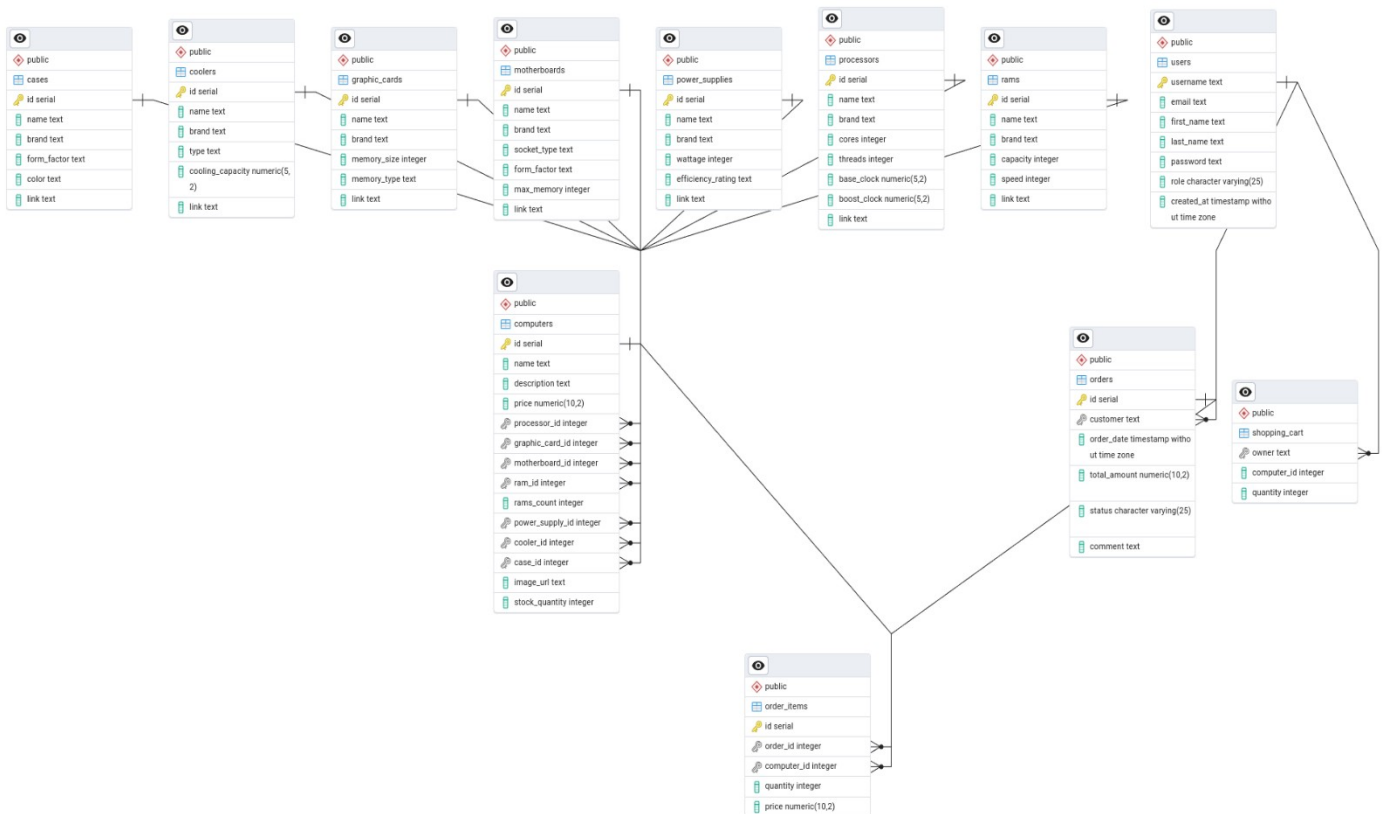 public
cases
id serial
name text
brand text
form_factor text
color text
link text
public
coolers
id serial
name text
brand text
type text
cooling_capacity numeric(5,
2)
link text
public
graphic_cards
id serial
name text
brand text
memory_size integer
memory_type text
link text
public
motherboards
id serial
name text
brand text
socket_type text
form_factor text
max_memory integer
link text
public
power_supplies
id serial
name text
brand text
wattage integer
efficiency_rating text
link text
public
processors
id serial
name text
brand text
cores integer
threads integer
base_clock numeric(5,2)
boost_clock numeric(5,2)
link text
public
rams
id serial
name text
brand text
capacity integer
speed integer
link text
public
users
username text
email text
first_name text
last_name text
password text
role character varying(25)
created_at timestamp witho
ut time zone
public
computers
id serial
name text
description text
price numeric(10,2)
processor_id integer
graphic_card_id integer
motherboard_id integer
ram_id integer
rams_count integer
power_supply_id integer
cooler_id integer
case_id integer
image_url text
stock_quantity integer
public
orders
id serial
customer text
order_date timestamp witho
ut time zone
total_amount numeric(10,2)
status character varying(25)
comment text
public
shopping_cart
owner text
computer_id integer
quantity integer
public
order_items
id serial
order_id integer
computer_id integer
quantity integer
price numeric(10,2)